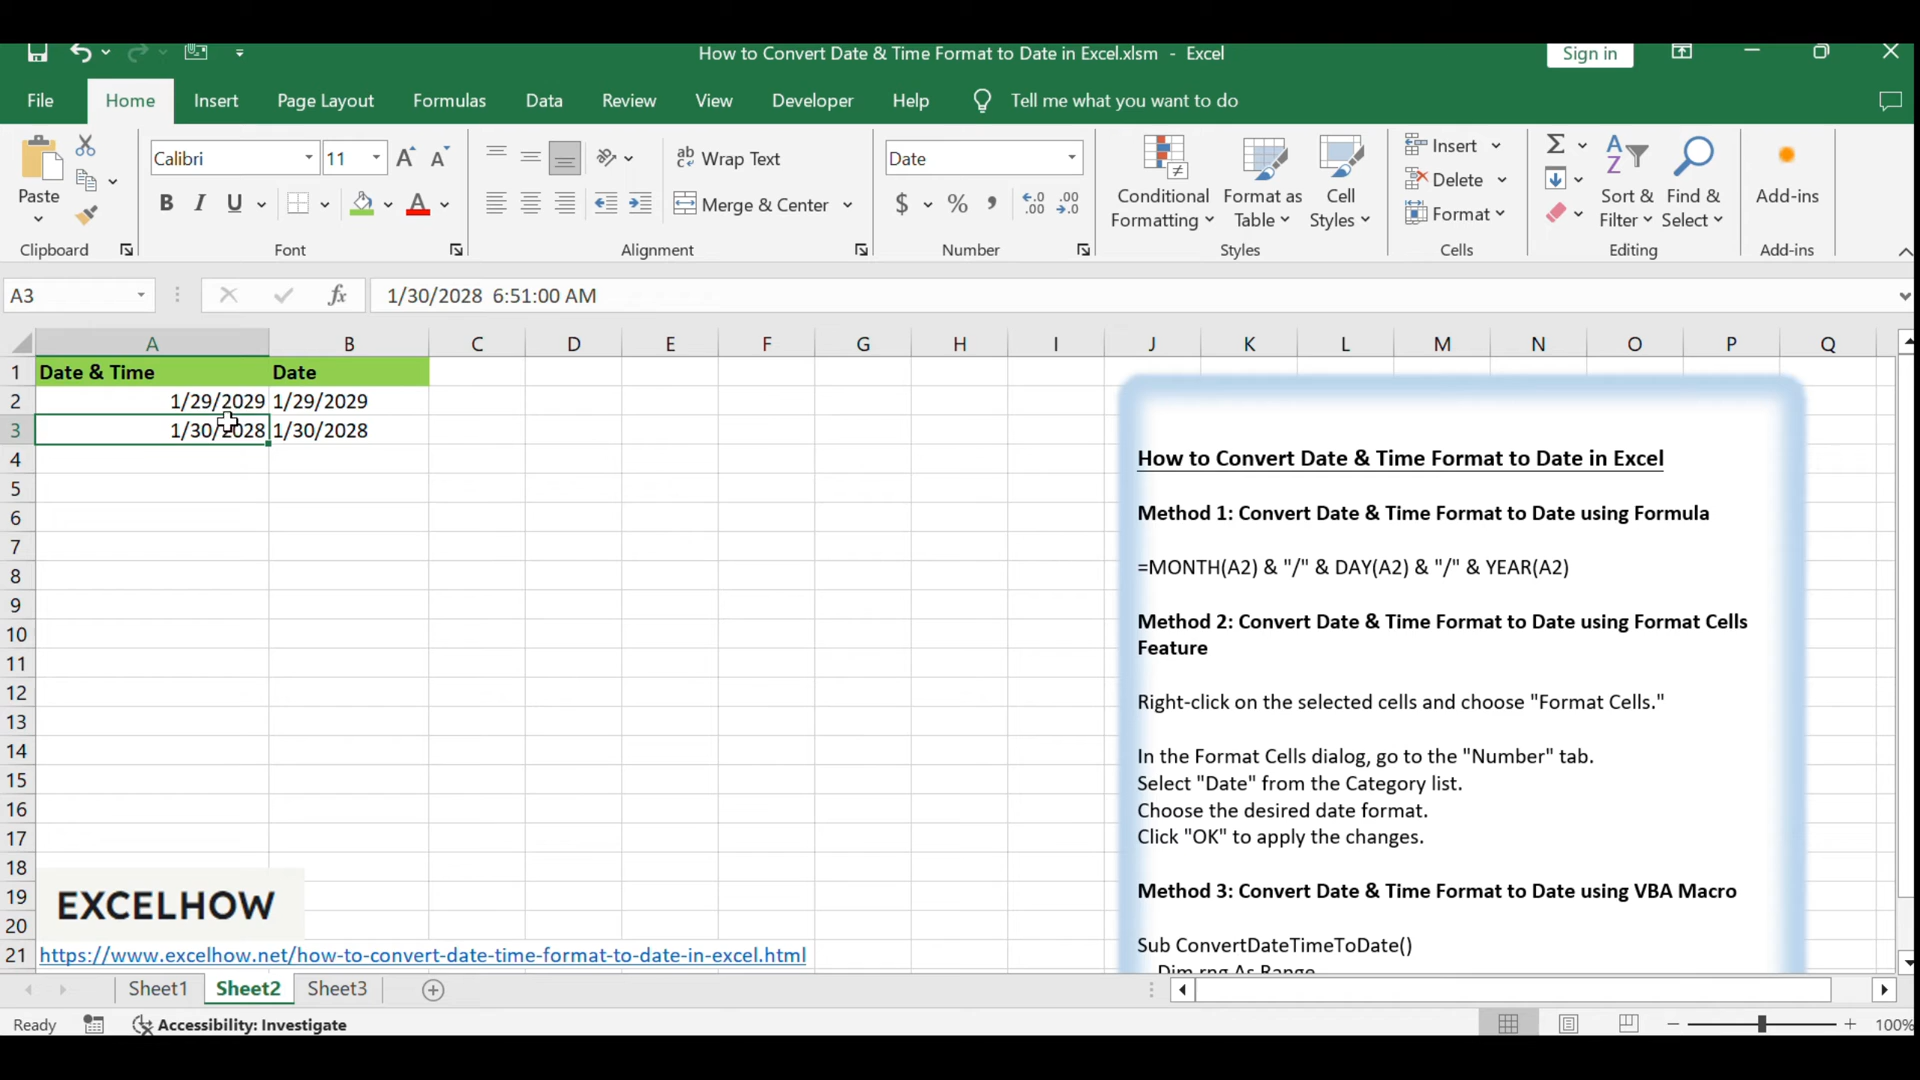 How to Convert Date & Time Format to Date in Excel.xlsm - Excel
Sign in
File Home Insert Page Layout Formulas Data Review View Developer Help Tell me what you want to do
Paste
Clipboard
Calibri 11
B I U A
Font
ab Wrap Text
Merge & Center
Alignment
Date
$ % , .0 .00 .00 .0
Number
Conditional Formatting
Format as Table
Cell Styles
Styles
Insert
Delete
Format
Cells
Sort & Filter
Find & Select
Editing
Add-ins
Add-ins
A3 fx 1/30/2028 6:51:00 AM
A B C D E F G H I J K L M N O P Q
1 Date & Time Date
2 1/29/2029 1/29/2029
3 1/30/2028 1/30/2028
4
5
6
7
8
9
10
11
12
13
14
15
16
17
18
19
20
21
How to Convert Date & Time Format to Date in Excel
Method 1: Convert Date & Time Format to Date using Formula
=MONTH(A2) & "/" & DAY(A2) & "/" & YEAR(A2)
Method 2: Convert Date & Time Format to Date using Format Cells
Feature
Right-click on the selected cells and choose "Format Cells."
In the Format Cells dialog, go to the "Number" tab.
Select "Date" from the Category list.
Choose the desired date format.
Click "OK" to apply the changes.
Method 3: Convert Date & Time Format to Date using VBA Macro
Sub ConvertDateTimeToDate()
Dim rng As Range
EXCELHOW
https://www.excelhow.net/how-to-convert-date-time-format-to-date-in-excel.html
Sheet1 Sheet2 Sheet3
Ready Accessibility: Investigate 100%